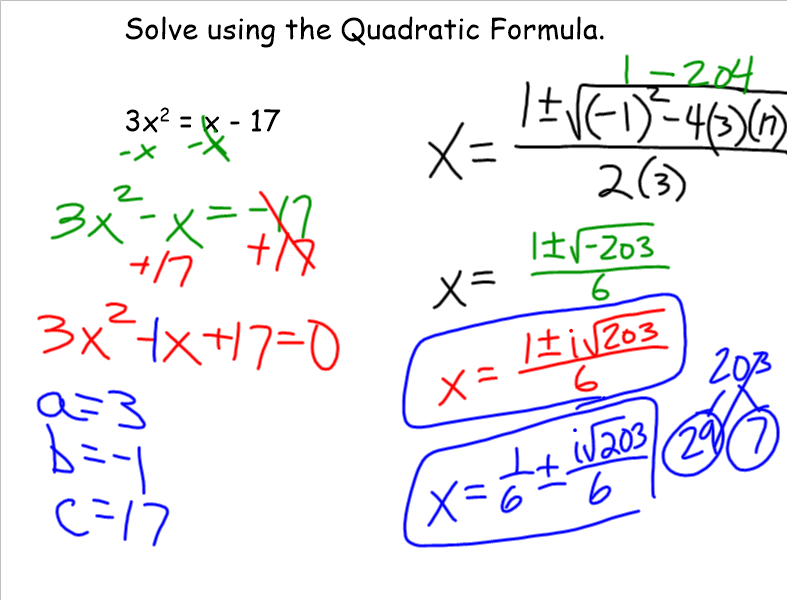 Solve using the Quadratic Formula.
3x² = x - 17
-x -x
3x² - x = -17
+17 +17
3x² - 1x + 17 = 0
a = 3
b = -1
c = 17
1 - 204
x = 1 ± √(-1)² - 4(3)(17)
2(3)
x = 1 ± √-203
6
x = 1 ± i√203
6
203
29 7
x = 1/6 ± i√203/6